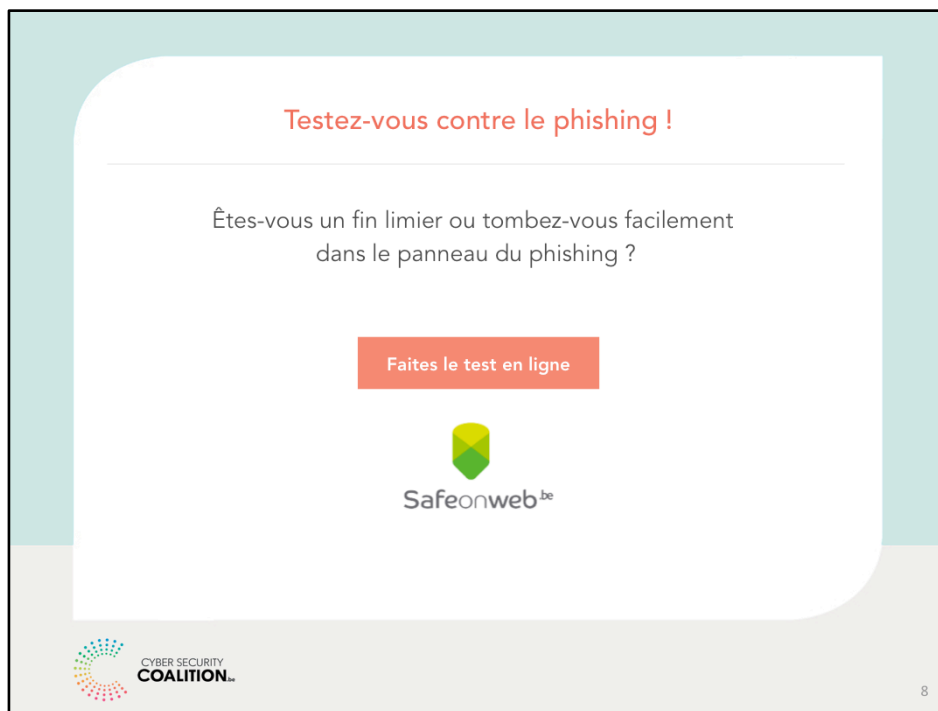 Testez-vous contre le phishing !
Êtes-vous un fin limier ou tombez-vous facilement
dans le panneau du phishing ?
Faites le test en ligne
Safeonweb.be
CYBER SECURITY
COALITION.be
8